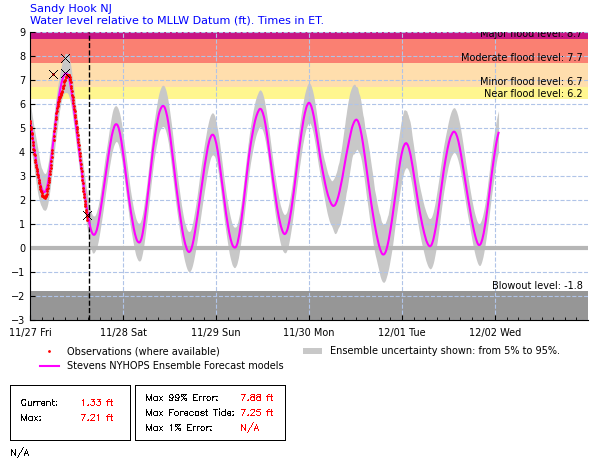 Sandy Hook NJ
Water level relative to MLLW Datum (ft). Times in ET.
9
Major flood level: 8.7
8
Moderate flood level: 7.7
7
Minor flood level: 6.7
Near flood level: 6.2
6
5
4
3
2
1
0
−1
Blowout level: -1.8
−2
−3
11/27 Fri 11/28 Sat 11/29 Sun 11/30 Mon 12/01 Tue 12/02 Wed
Observations (where available) Ensemble uncertainty shown: from 5% to 95%.
Stevens NYHOPS Ensemble Forecast models
Current: 1.33 ft
Max: 7.21 ft
Max 99% Error: 7.88 ft
Max Forecast Tide: 7.25 ft
Max 1% Error: N/A
N/A